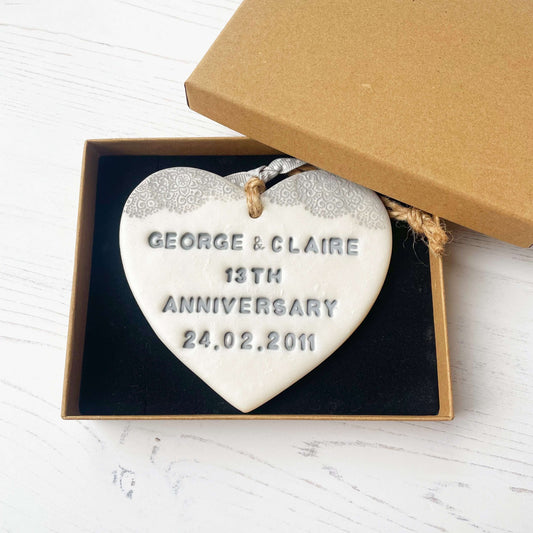 GEORGE & CLAIRE
13TH
ANNIVERSARY
24.02.2011